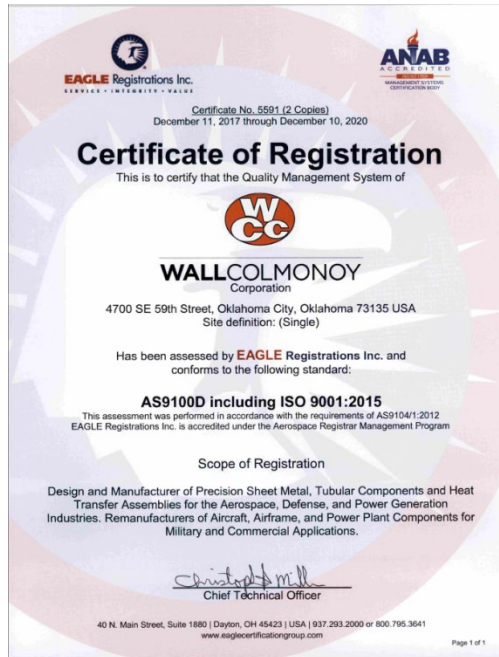 EAGLE Registrations Inc.
SERVICE • INTEGRITY • VALUE
ANAB
ACCREDITED
MANAGEMENT SYSTEMS
CERTIFICATION BODY
Certificate No. 5591 (2 Copies)
December 11, 2017 through December 10, 2020
Certificate of Registration
This is to certify that the Quality Management System of
WCC
WALLCOLMONOY
Corporation
4700 SE 59th Street, Oklahoma City, Oklahoma 73135 USA
Site definition: (Single)
Has been assessed by EAGLE Registrations Inc. and
conforms to the following standard:
AS9100D including ISO 9001:2015
This assessment was performed in accordance with the requirements of AS9104/1:2012
EAGLE Registrations Inc. is accredited under the Aerospace Registrar Management Program
Scope of Registration
Design and Manufacturer of Precision Sheet Metal, Tubular Components and Heat
Transfer Assemblies for the Aerospace, Defense, and Power Generation
Industries. Remanufacturers of Aircraft, Airframe, and Power Plant Components for
Military and Commercial Applications.
Chief Technical Officer
40 N. Main Street, Suite 1880 | Dayton, OH 45423 | USA | 937.293.2000 or 800.795.3641
www.eaglecertificationgroup.com
Page 1 of 1